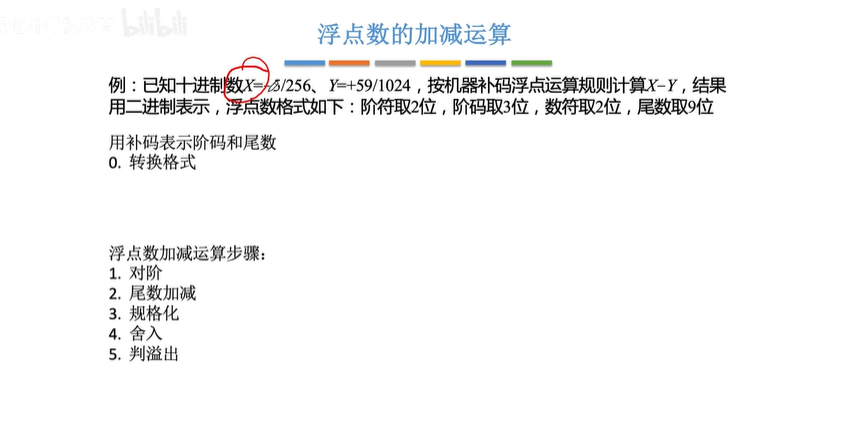 bilibili
浮点数的加减运算
例：已知十进制数X=-5/256、Y=+59/1024，按机器补码浮点运算规则计算X−Y，结果
用二进制表示，浮点数格式如下：阶符取2位，阶码取3位，数符取2位，尾数取9位
用补码表示阶码和尾数
0. 转换格式
浮点数加减运算步骤：
1. 对阶
2. 尾数加减
3. 规格化
4. 舍入
5. 判溢出